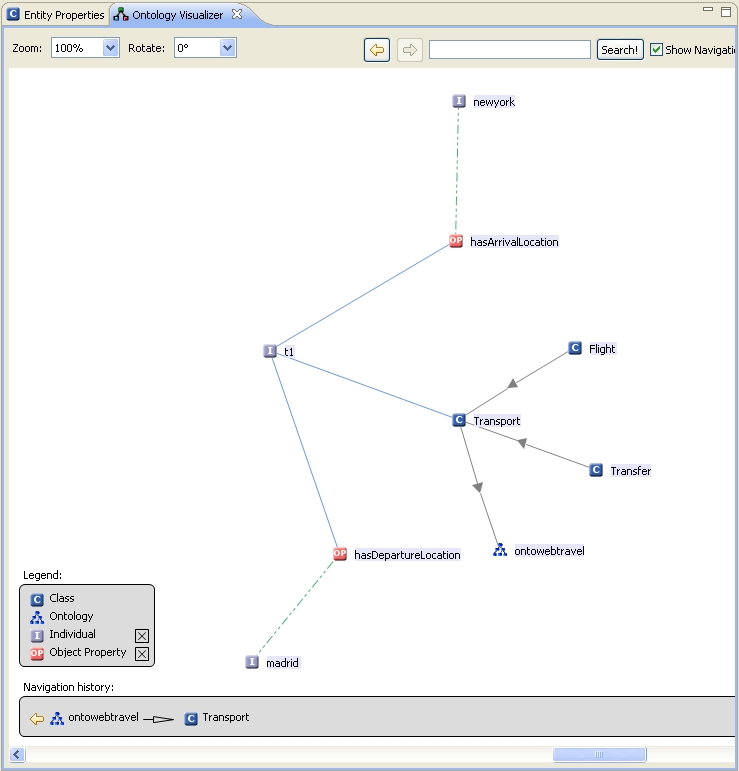 C Entity Properties Ontology Visualizer
Zoom: 100% Rotate: 0° Search! Show Navigati
I newyork
OP hasArrivalLocation
I t1
C Flight
C Transport
C Transfer
ontowebtravel
OP hasDepartureLocation
I madrid
Legend:
C Class
Ontology
I Individual
OP Object Property
Navigation history:
ontowebtravel C Transport